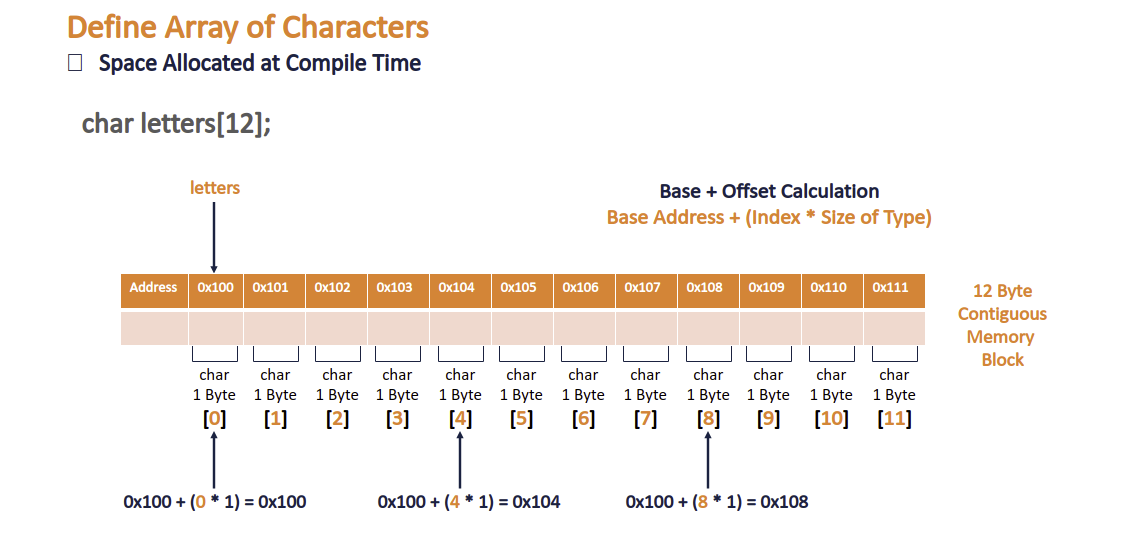 Define Array of Characters
Space Allocated at Compile Time
char letters[12];
letters
Base + Offset Calculation
Base Address + (Index * Size of Type)
Address 0x100 0x101 0x102 0x103 0x104 0x105 0x106 0x107 0x108 0x109 0x110 0x111
12 Byte
Contiguous
Memory
Block
char char char char char char char char char char char char
1 Byte 1 Byte 1 Byte 1 Byte 1 Byte 1 Byte 1 Byte 1 Byte 1 Byte 1 Byte 1 Byte 1 Byte
[0] [1] [2] [3] [4] [5] [6] [7] [8] [9] [10] [11]
0x100 + (0 * 1) = 0x100 0x100 + (4 * 1) = 0x104 0x100 + (8 * 1) = 0x108